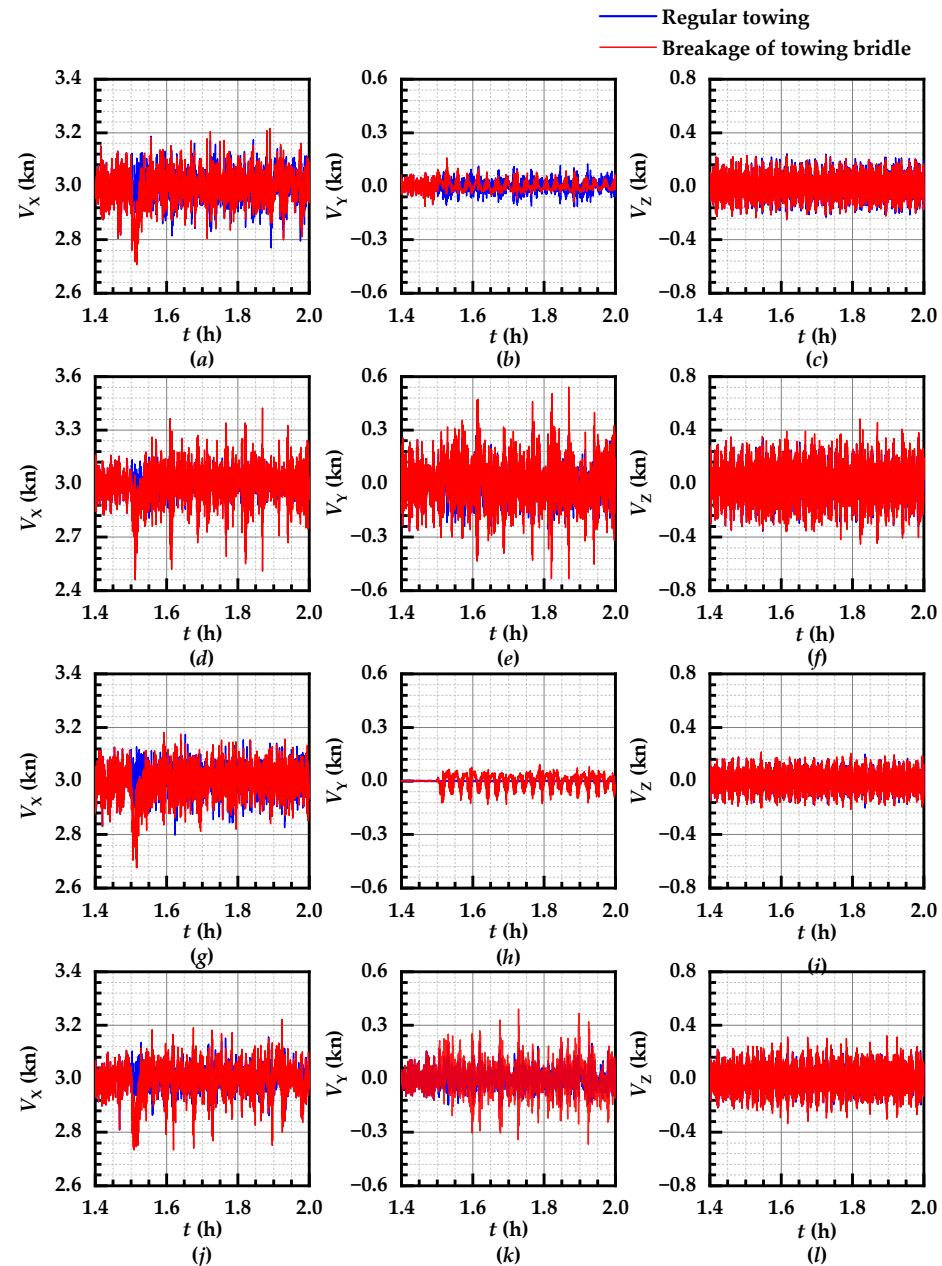 Regular towing
Breakage of towing bridle
3.4 3.2 3.0 2.8 2.6
V_X (kn)
1.4 1.6 1.8 2.0
t (h)
(a)
0.6 0.3 0.0 −0.3 −0.6
V_Y (kn)
1.4 1.6 1.8 2.0
t (h)
(b)
0.8 0.4 0.0 −0.4 −0.8
V_Z (kn)
1.4 1.6 1.8 2.0
t (h)
(c)
3.6 3.3 3.0 2.7 2.4
V_X (kn)
1.4 1.6 1.8 2.0
t (h)
(d)
0.6 0.3 0.0 −0.3 −0.6
V_Y (kn)
1.4 1.6 1.8 2.0
t (h)
(e)
0.8 0.4 0.0 −0.4 −0.8
V_Z (kn)
1.4 1.6 1.8 2.0
t (h)
(f)
3.4 3.2 3.0 2.8 2.6
V_X (kn)
1.4 1.6 1.8 2.0
t (h)
(g)
0.6 0.3 0.0 −0.3 −0.6
V_Y (kn)
1.4 1.6 1.8 2.0
t (h)
(h)
0.8 0.4 0.0 −0.4 −0.8
V_Z (kn)
1.4 1.6 1.8 2.0
t (h)
(i)
3.4 3.2 3.0 2.8 2.6
V_X (kn)
1.4 1.6 1.8 2.0
t (h)
(j)
0.6 0.3 0.0 −0.3 −0.6
V_Y (kn)
1.4 1.6 1.8 2.0
t (h)
(k)
0.8 0.4 0.0 −0.4 −0.8
V_Z (kn)
1.4 1.6 1.8 2.0
t (h)
(l)